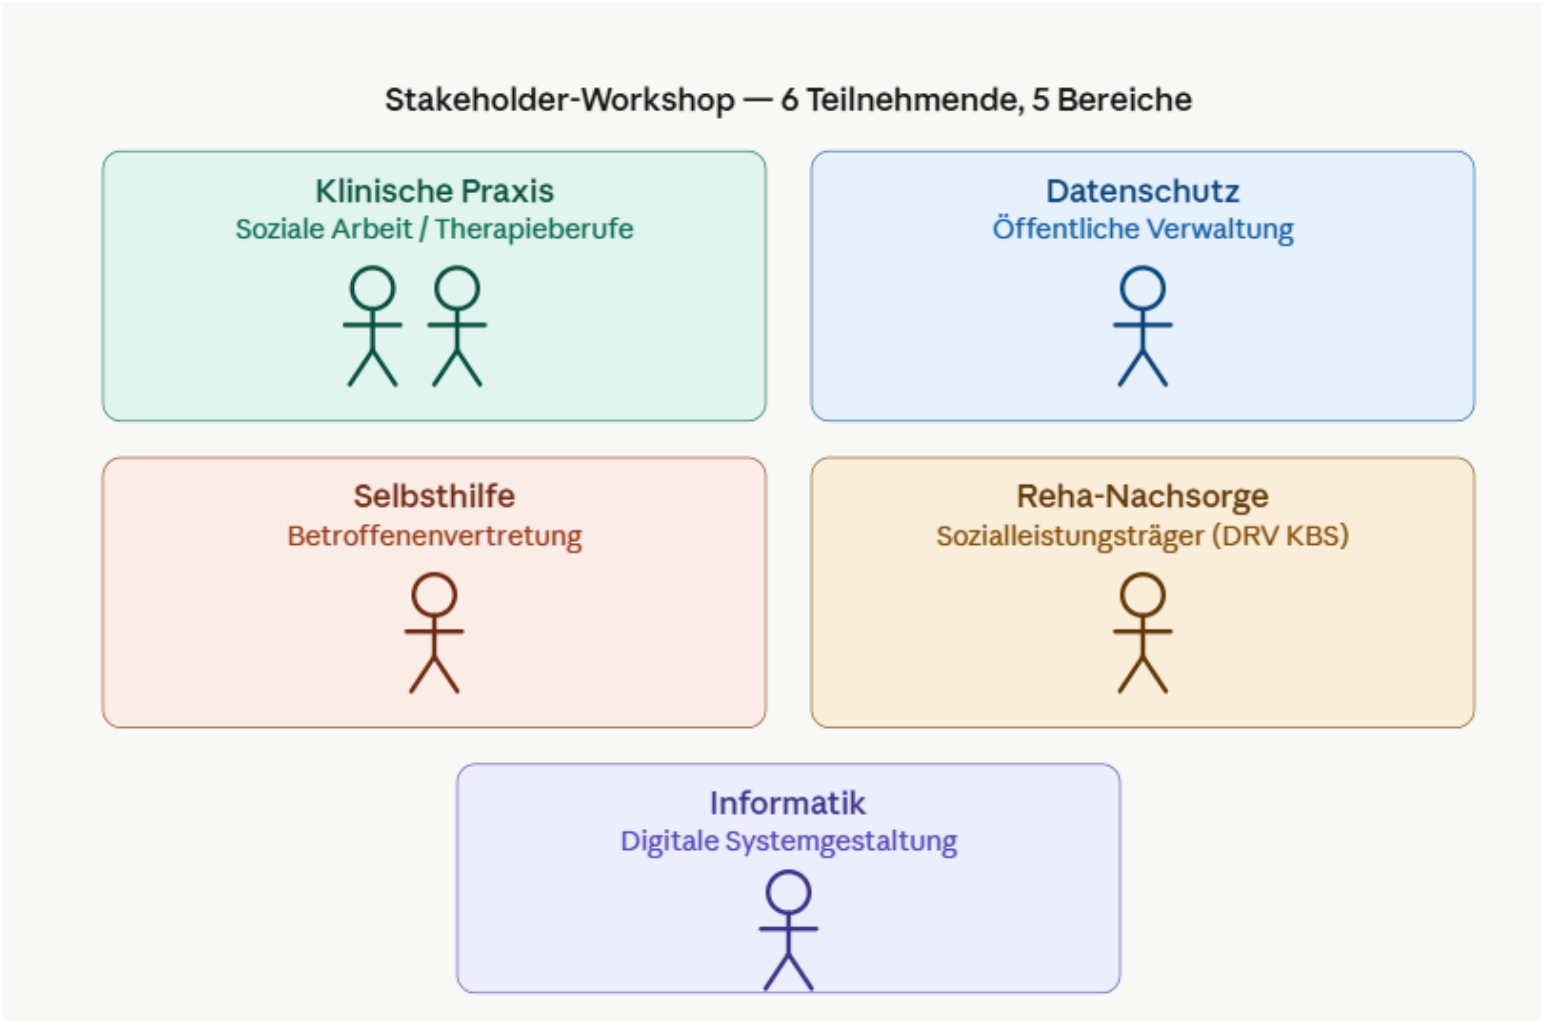 Stakeholder-Workshop — 6 Teilnehmende, 5 Bereiche
Klinische Praxis
Soziale Arbeit / Therapieberufe
Datenschutz
Öffentliche Verwaltung
Selbsthilfe
Betroffenenvertretung
Reha-Nachsorge
Sozialleistungsträger (DRV KBS)
Informatik
Digitale Systemgestaltung